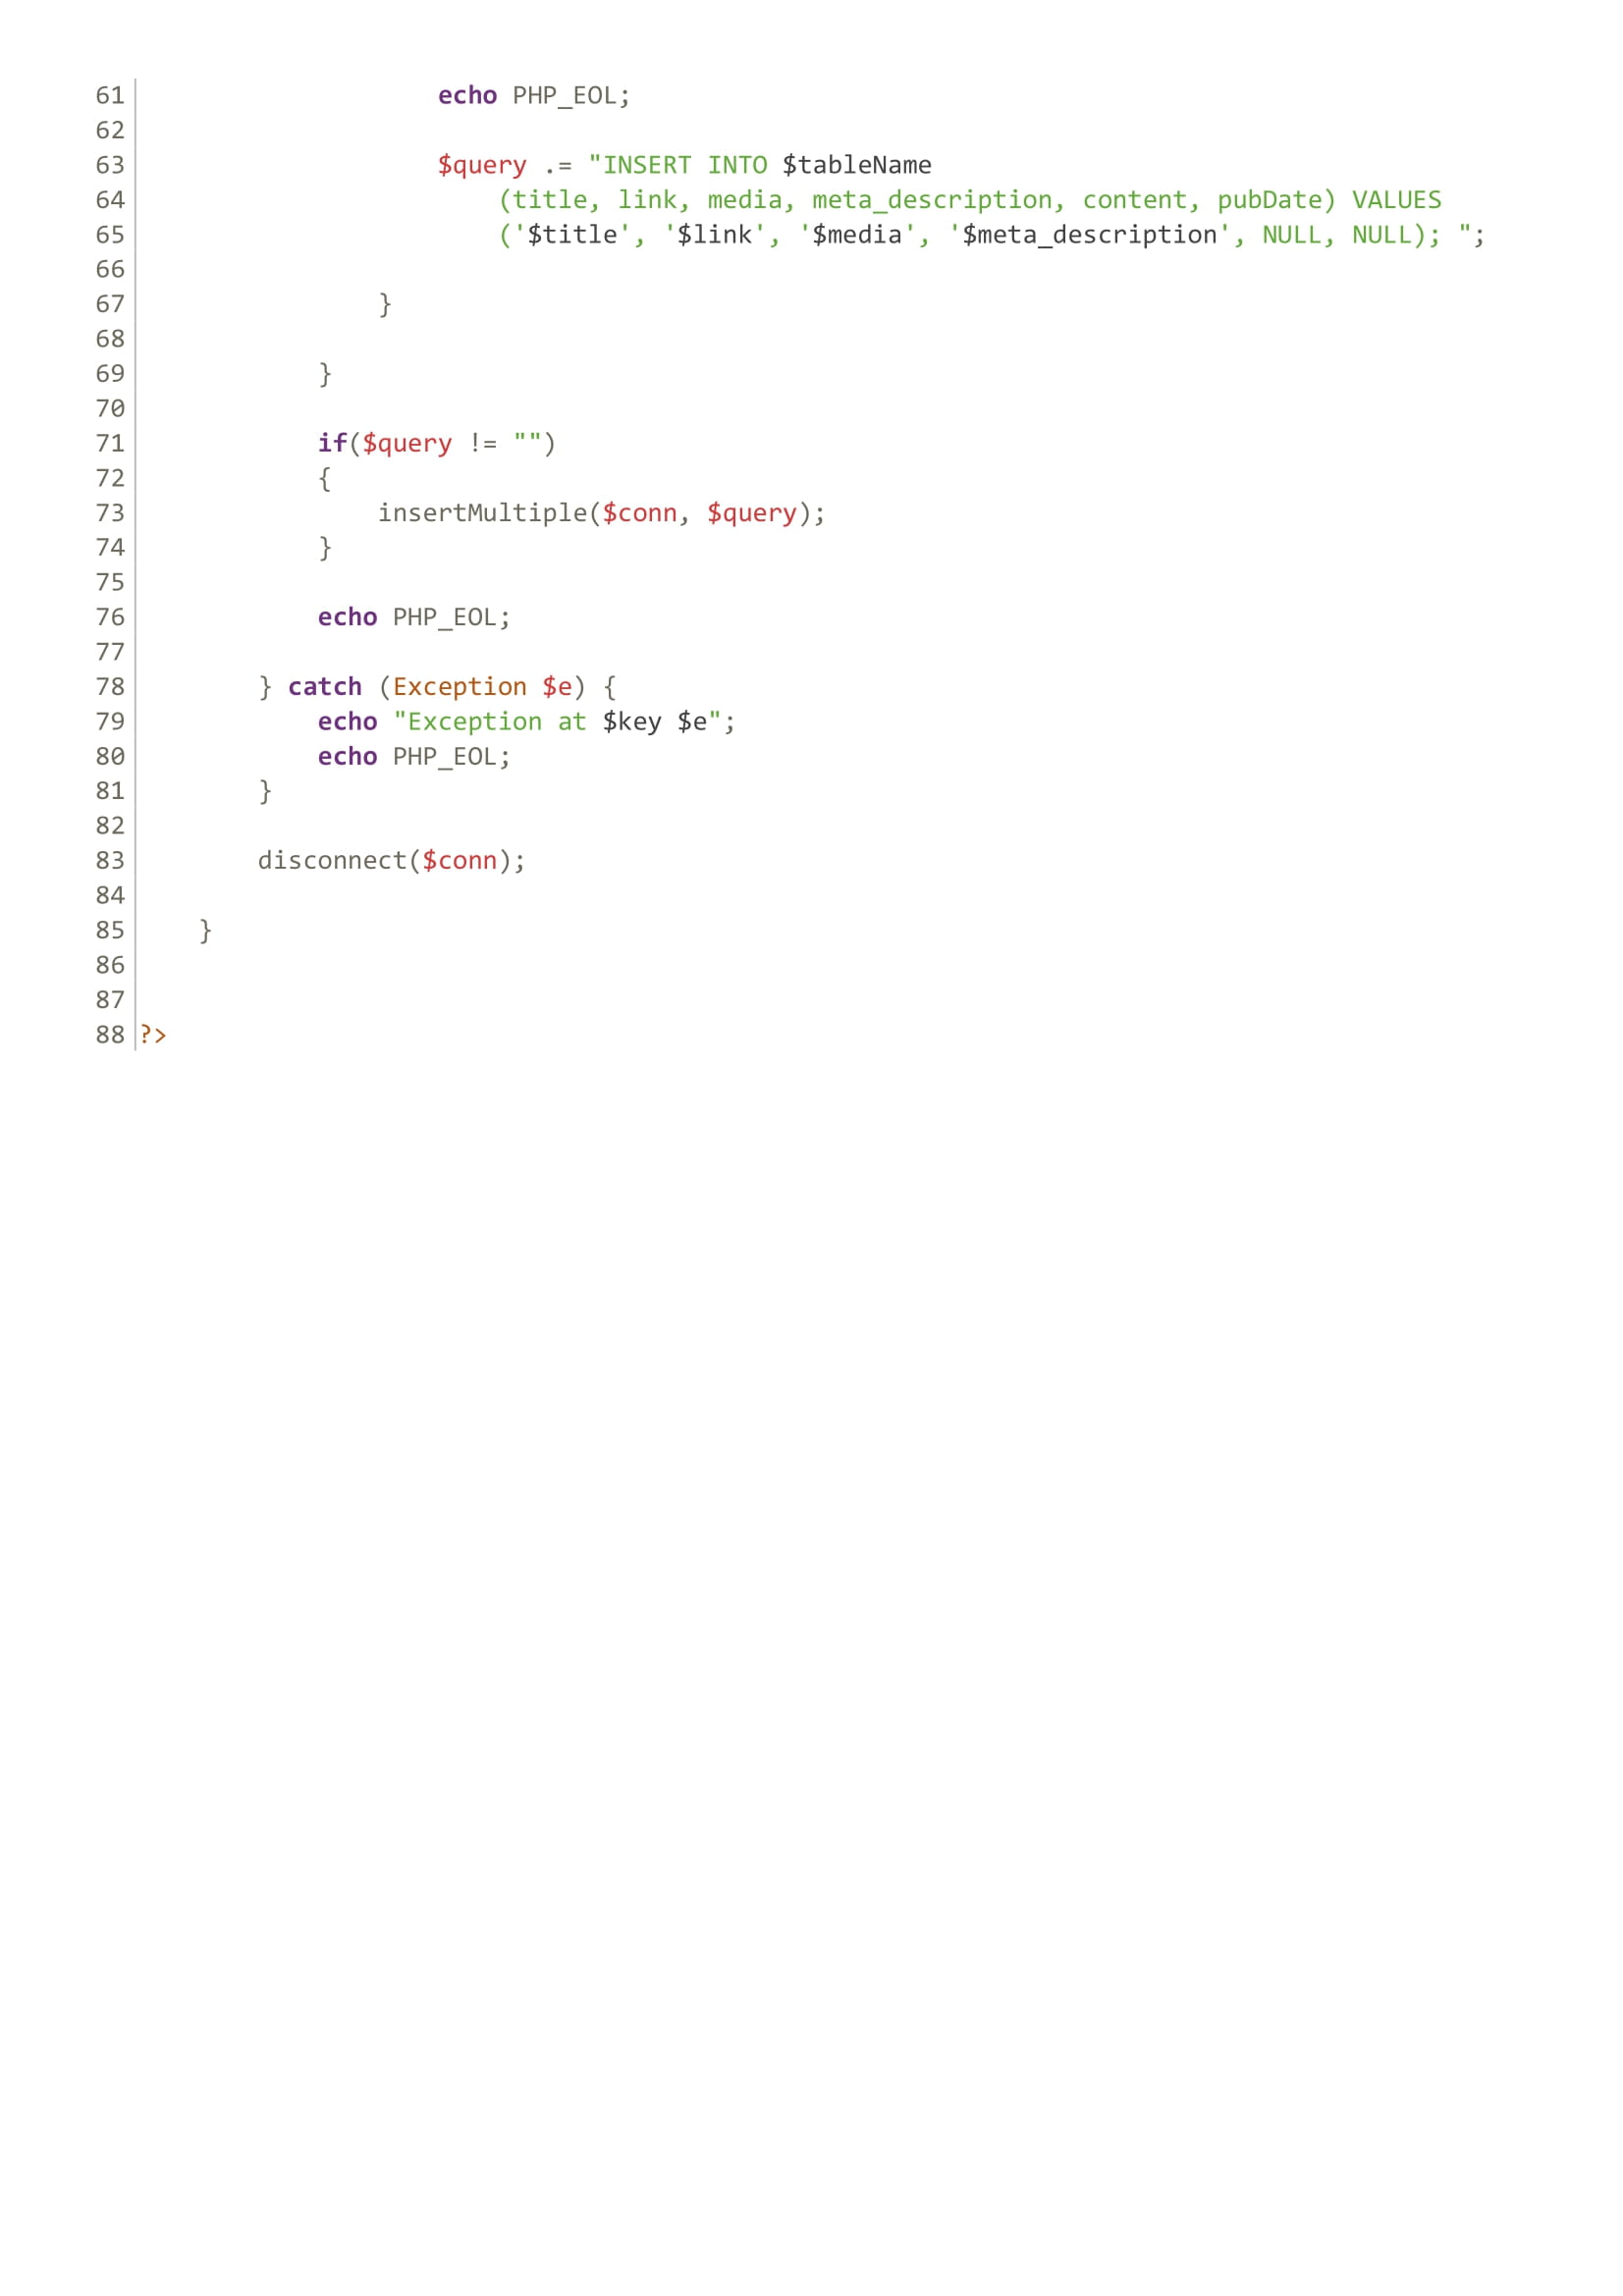 61 echo PHP_EOL;
62
63 $query .= "INSERT INTO $tableName
64 (title, link, media, meta_description, content, pubDate) VALUES
65 ('$title', '$link', '$media', '$meta_description', NULL, NULL); ";
66
67 }
68
69 }
70
71 if($query != "")
72 {
73 insertMultiple($conn, $query);
74 }
75
76 echo PHP_EOL;
77
78 } catch (Exception $e) {
79 echo "Exception at $key $e";
80 echo PHP_EOL;
81 }
82
83 disconnect($conn);
84
85 }
86
87
88 ?>